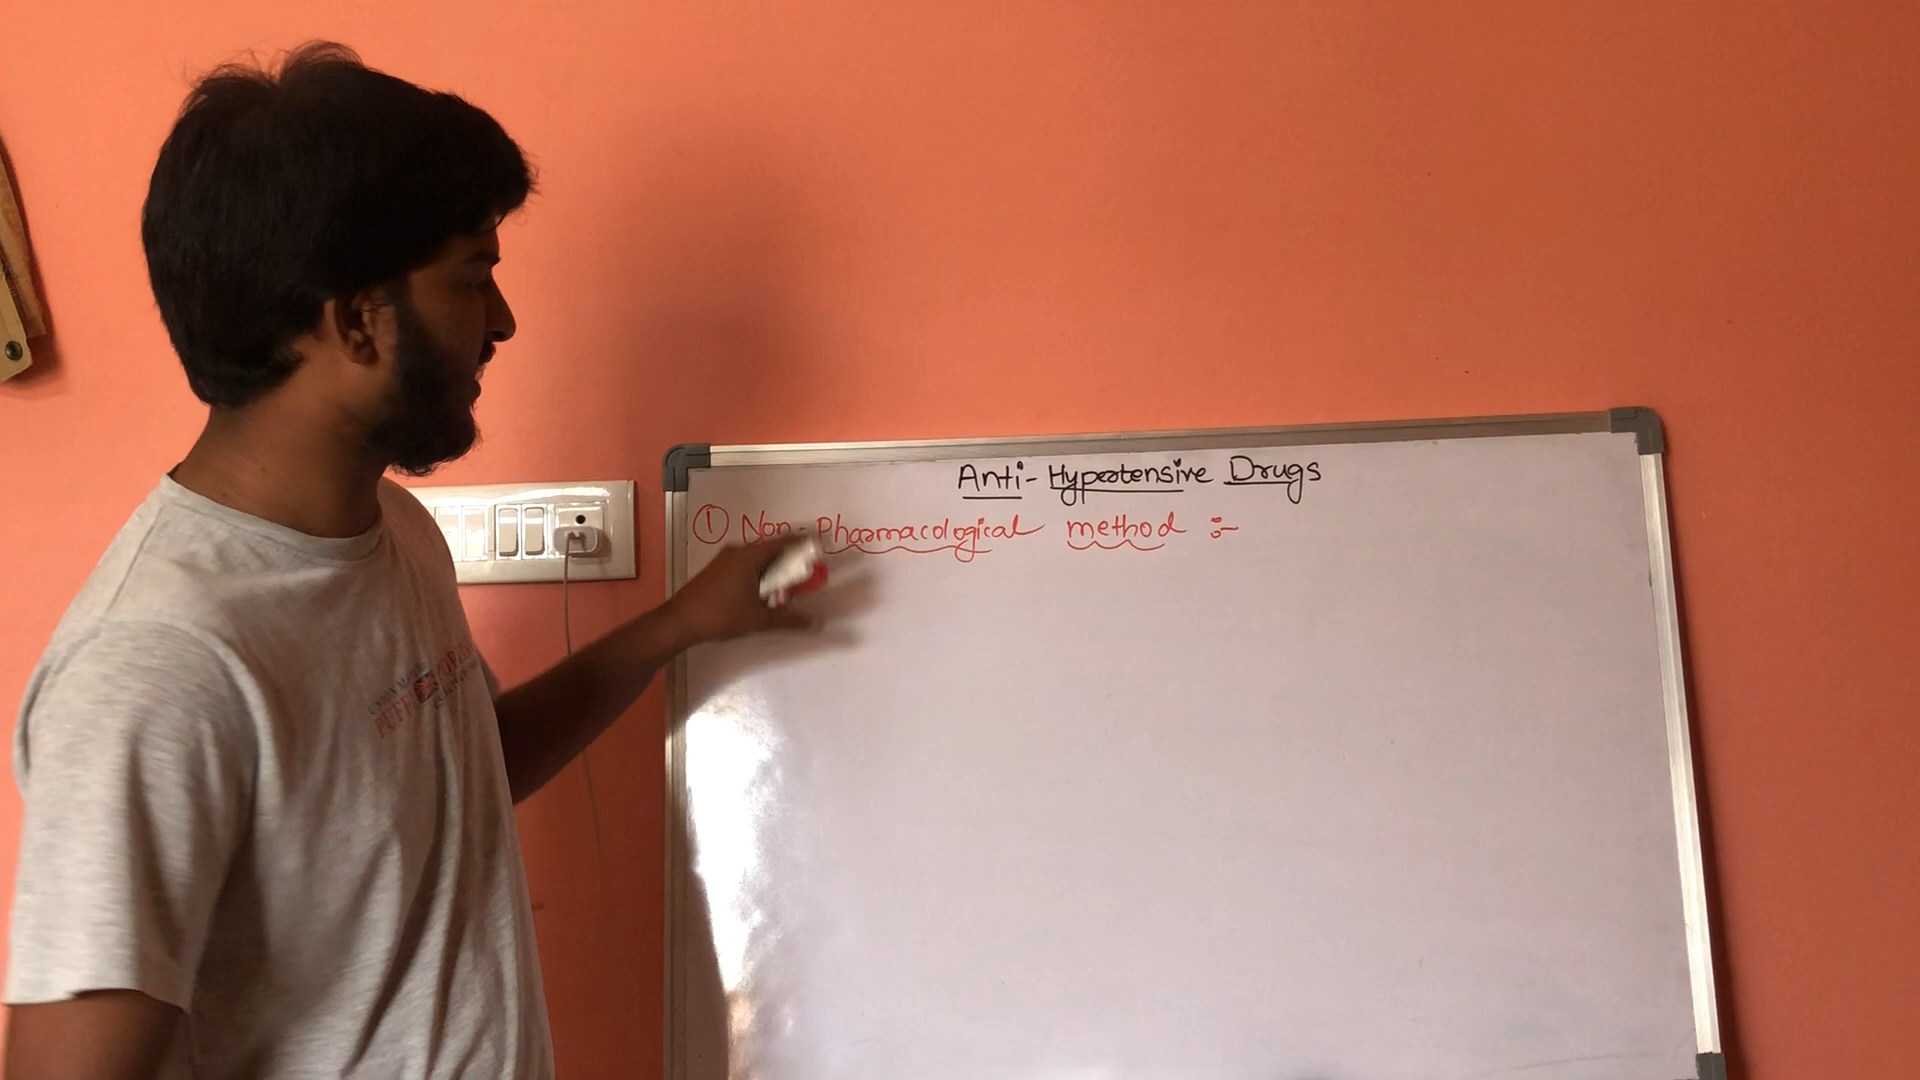 Anti-Hypertensive Drugs
① Non-Pharmacological method :-